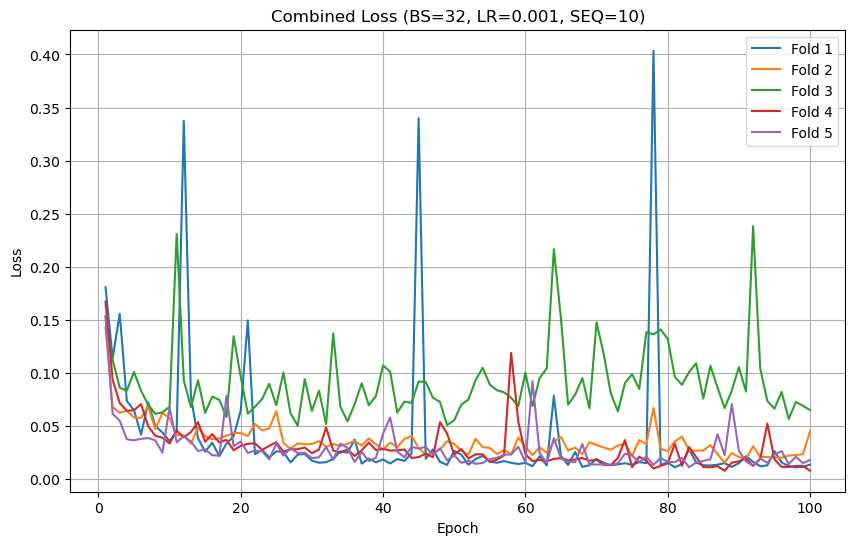 Combined Loss (BS=32, LR=0.001, SEQ=10)
0.40
0.35
0.30
0.25
0.20
0.15
0.10
0.05
0.00
Loss
0
20
40
60
80
100
Epoch
Fold 1
Fold 2
Fold 3
Fold 4
Fold 5